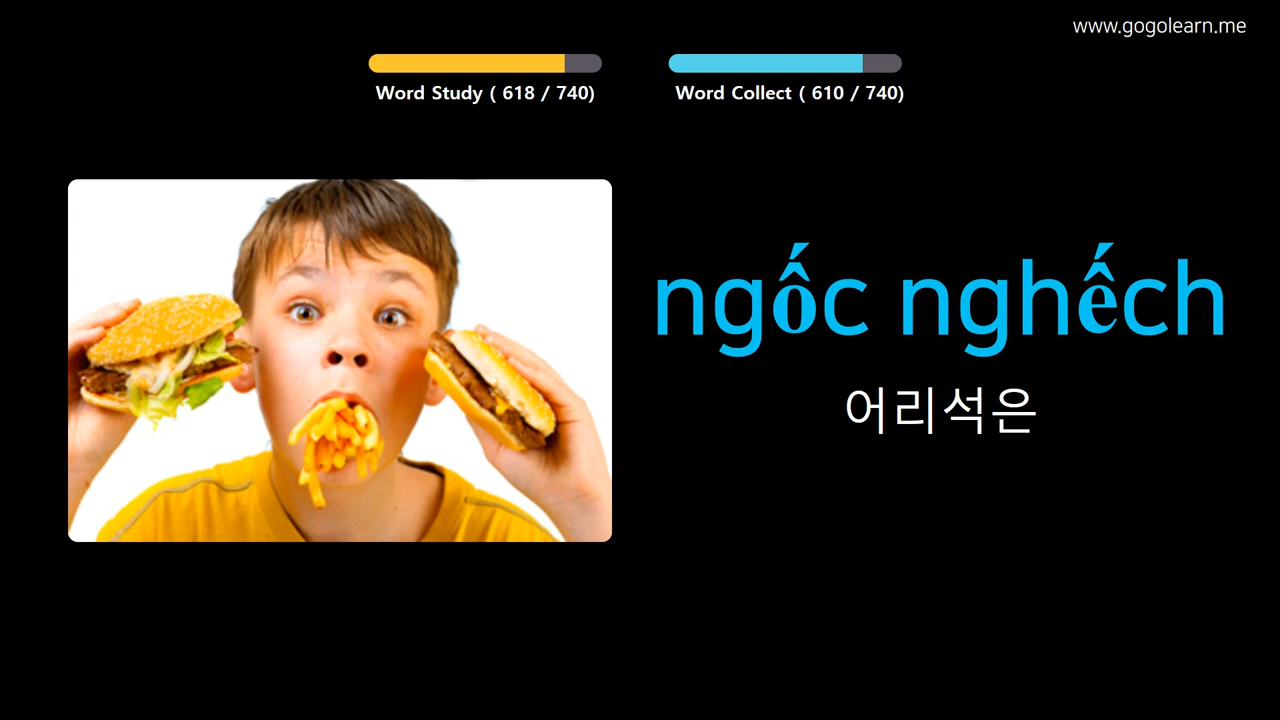 www.gogolearn.me
Word Study ( 618 / 740)
Word Collect ( 610 / 740)
ngốc nghếch
어리석은